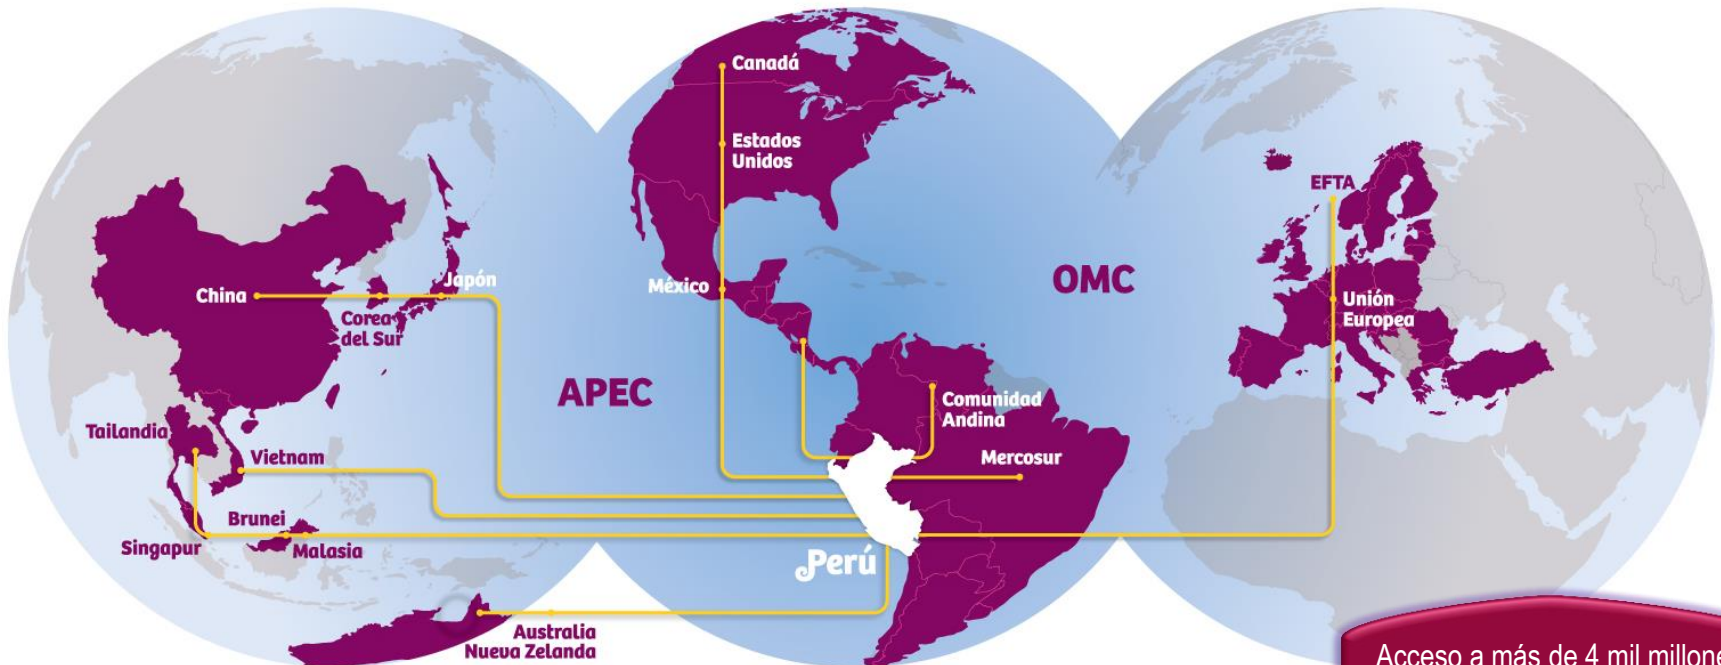 Canadá
Estados
Unidos
México
China
Japón
Corea
del Sur
APEC
OMC
EFTA
Unión
Europea
Tailandia
Vietnam
Comunidad
Andina
Mercosur
Brunei
Singapur
Malasia
Perú
Australia
Nueva Zelanda
Acceso a más de 4 mil millone